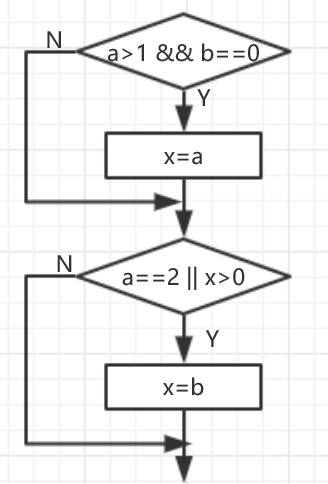 N
a>1 && b==0
Y
x=a
N
a==2 || x>0
Y
x=b